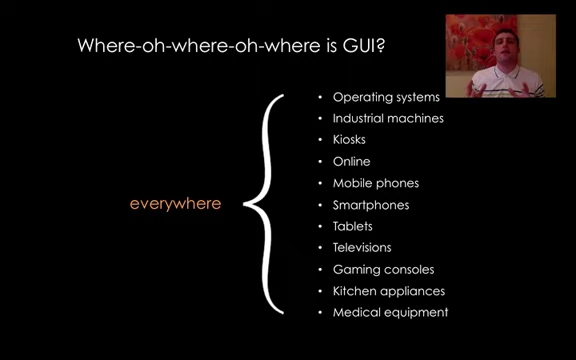 Where-oh-where-oh-where is GUI?
everywhere
• Operating systems
• Industrial machines
• Kiosks
• Online
• Mobile phones
• Smartphones
• Tablets
• Televisions
• Gaming consoles
• Kitchen appliances
• Medical equipment